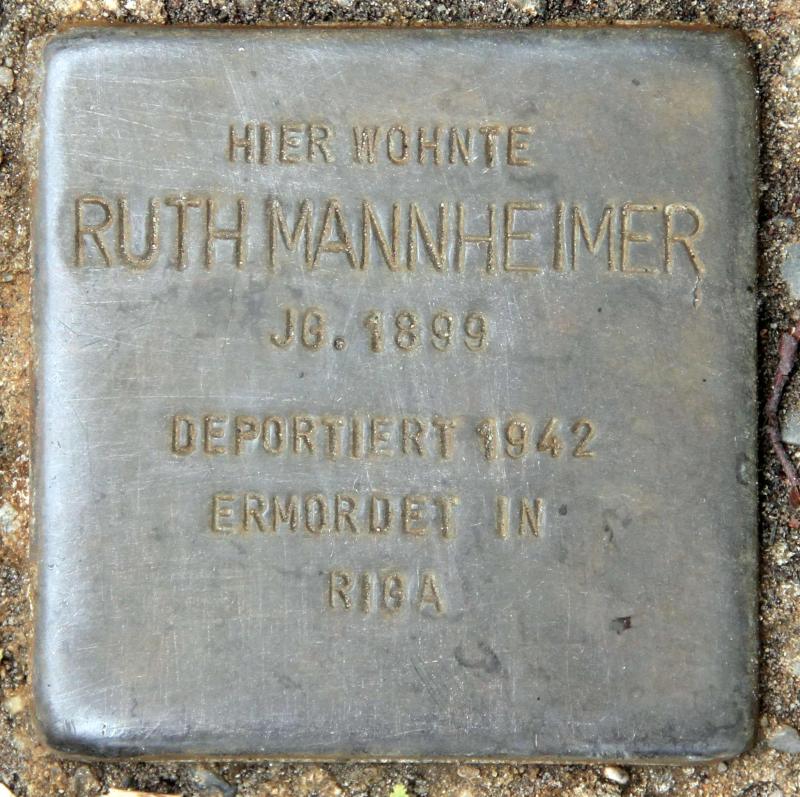 HIER WOHNTE
RUTH MANNHEIMER
JG. 1899
DEPORTIERT 1942
ERMORDET IN
RIGA